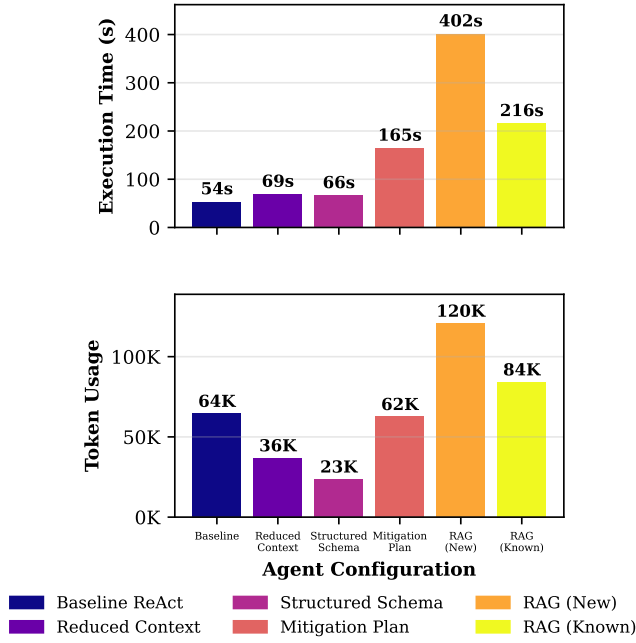 Execution Time (s)
400
300
200
100
0
54s
69s
66s
165s
402s
216s
Token Usage
100K
50K
0K
64K
36K
23K
62K
120K
84K
Baseline
Reduced
Context
Structured
Schema
Mitigation
Plan
RAG
(New)
RAG
(Known)
Agent Configuration
Baseline ReAct
Reduced Context
Structured Schema
Mitigation Plan
RAG (New)
RAG (Known)